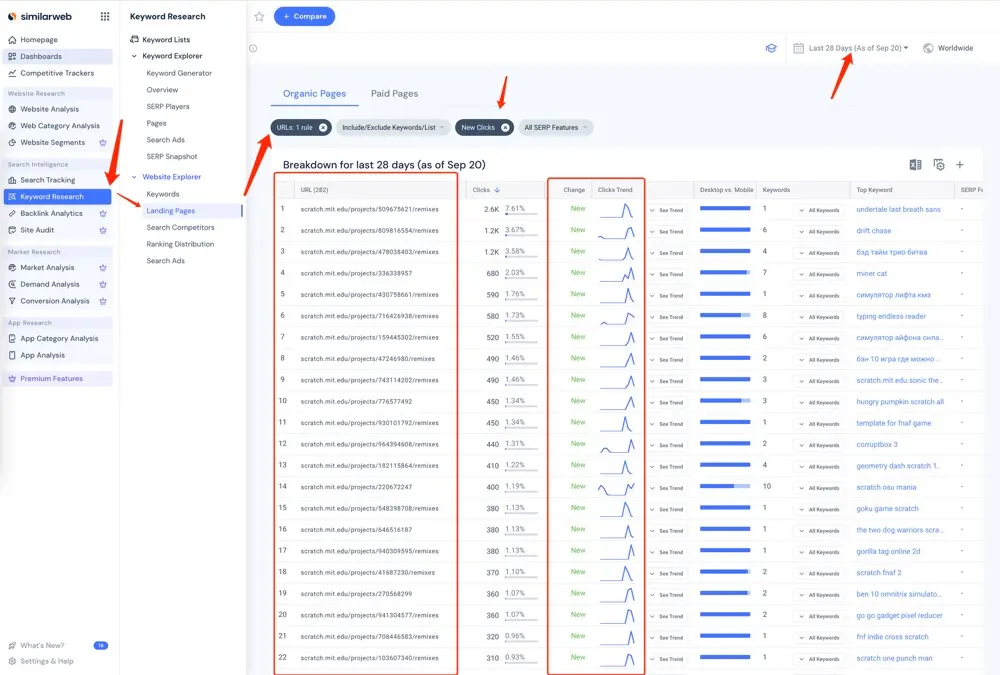 similarweb
Homepage
Dashboards
Competitive Trackers
Website Research
Website Analysis
Web Category Analysis
Website Segments
Search Intelligence
Search Tracking
Keyword Research
Backlink Analytics
Site Audit
Market Research
Market Analysis
Demand Analysis
Conversion Analysis
App Research
App Category Analysis
App Analysis
Premium Features
What's New?
Settings & Help
Keyword Research
Keyword Lists
Keyword Explorer
Keyword Generator
Overview
SERP Players
Pages
Search Ads
SERP Snapshot
Website Explorer
Keywords
Landing Pages
Search Competitors
Ranking Distribution
Search Ads
+ Compare
Last 28 Days (As of Sep 20) Worldwide
Organic Pages Paid Pages
URLs: 1 rule Include/Exclude Keywords/List New Clicks All SERP Features
Breakdown for last 28 days (as of Sep 20)
URL (282) Clicks Change Clicks Trend Desktop vs. Mobile Keywords Top Keyword SERP Fe
1 scratch.mit.edu/projects/509675621/remixes 2.6K 7.61% New See Trend 1 All Keywords undertale last breath sans -
2 scratch.mit.edu/projects/809816554/remixes 1.2K 3.67% New See Trend 6 All Keywords drift chase -
3 scratch.mit.edu/projects/478038403/remixes 1.2K 3.58% New See Trend 4 All Keywords бэд тайм трио битва -
4 scratch.mit.edu/projects/336338957 680 2.03% New See Trend 7 All Keywords miner cat -
5 scratch.mit.edu/projects/430758661/remixes 590 1.76% New See Trend 1 All Keywords симулятор лифта кмз -
6 scratch.mit.edu/projects/716426938/remixes 580 1.73% New See Trend 8 All Keywords typing endless reader -
7 scratch.mit.edu/projects/159445302/remixes 520 1.55% New See Trend 6 All Keywords симулятор айфона онла... -
8 scratch.mit.edu/projects/47246980/remixes 490 1.46% New See Trend 2 All Keywords бэн 10 игра где можно... -
9 scratch.mit.edu/projects/743114202/remixes 490 1.46% New See Trend 3 All Keywords scratch.mit.edu.sonic the... -
10 scratch.mit.edu/projects/776577492 450 1.34% New See Trend 3 All Keywords hungry pumpkin scratch all -
11 scratch.mit.edu/projects/930101792/remixes 450 1.34% New See Trend 1 All Keywords template for fnaf game -
12 scratch.mit.edu/projects/964394608/remixes 440 1.31% New See Trend 2 All Keywords corruptbox 3 -
13 scratch.mit.edu/projects/182115864/remixes 410 1.22% New See Trend 4 All Keywords geometry dash scratch 1... -
14 scratch.mit.edu/projects/220672247 400 1.19% New See Trend 10 All Keywords scratch osu mania -
15 scratch.mit.edu/projects/548398708/remixes 380 1.13% New See Trend 1 All Keywords goku game scratch -
16 scratch.mit.edu/projects/646516187 380 1.13% New See Trend 1 All Keywords the two dog warriors scra... -
17 scratch.mit.edu/projects/940309595/remixes 380 1.13% New See Trend 1 All Keywords gorilla tag online 2d -
18 scratch.mit.edu/projects/41687230/remixes 370 1.10% New See Trend 2 All Keywords scratch fnaf 2 -
19 scratch.mit.edu/projects/270568299 360 1.07% New See Trend 2 All Keywords ben 10 omnitrix simulato... -
20 scratch.mit.edu/projects/941304577/remixes 360 1.07% New See Trend 2 All Keywords go go gadget pixel reducer -
21 scratch.mit.edu/projects/708446583/remixes 320 0.96% New See Trend 1 All Keywords fnf indie cross scratch -
22 scratch.mit.edu/projects/103607340/remixes 310 0.93% New See Trend 1 All Keywords scratch one punch man -